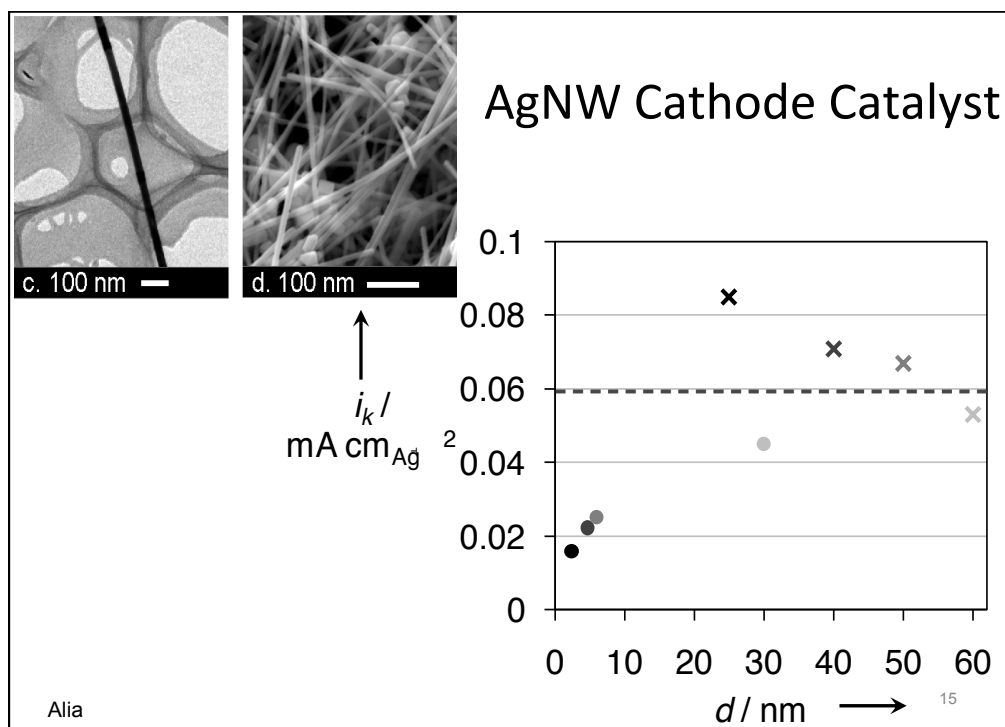 AgNW Cathode Catalyst
c. 100 nm
d. 100 nm
i_k /
mA cm_Ag 2
0.1
0.08
0.06
0.04
0.02
0
0 10 20 30 40 50 60
d / nm
Alia
15